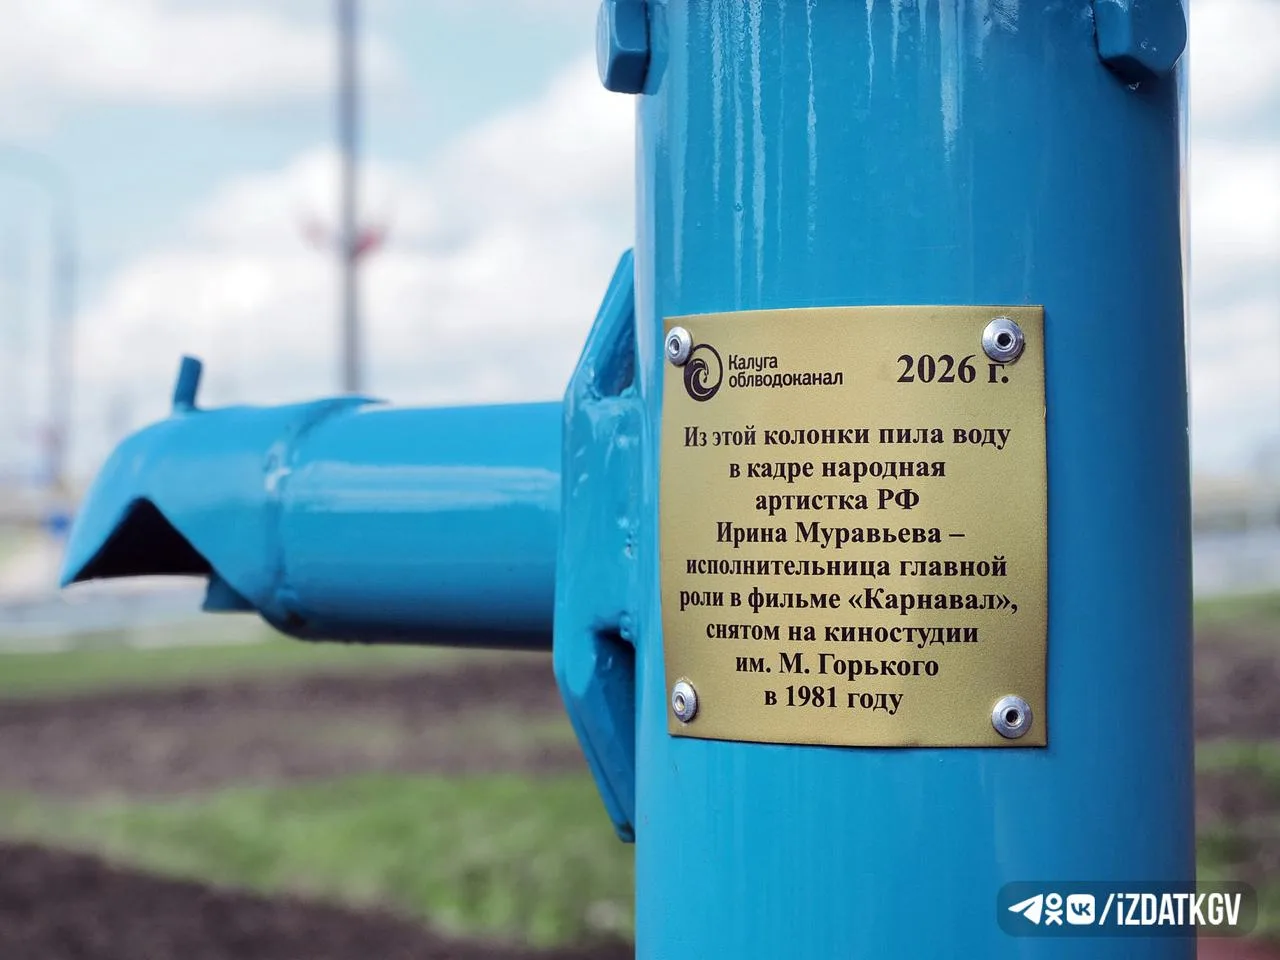 Калуга
облводоканал
2026 г.
Из этой колонки пила воду
в кадре народная
артистка РФ
Ирина Муравьева –
исполнительница главной
роли в фильме «Карнавал»,
снятом на киностудии
им. М. Горького
в 1981 году
/iZDATKGV